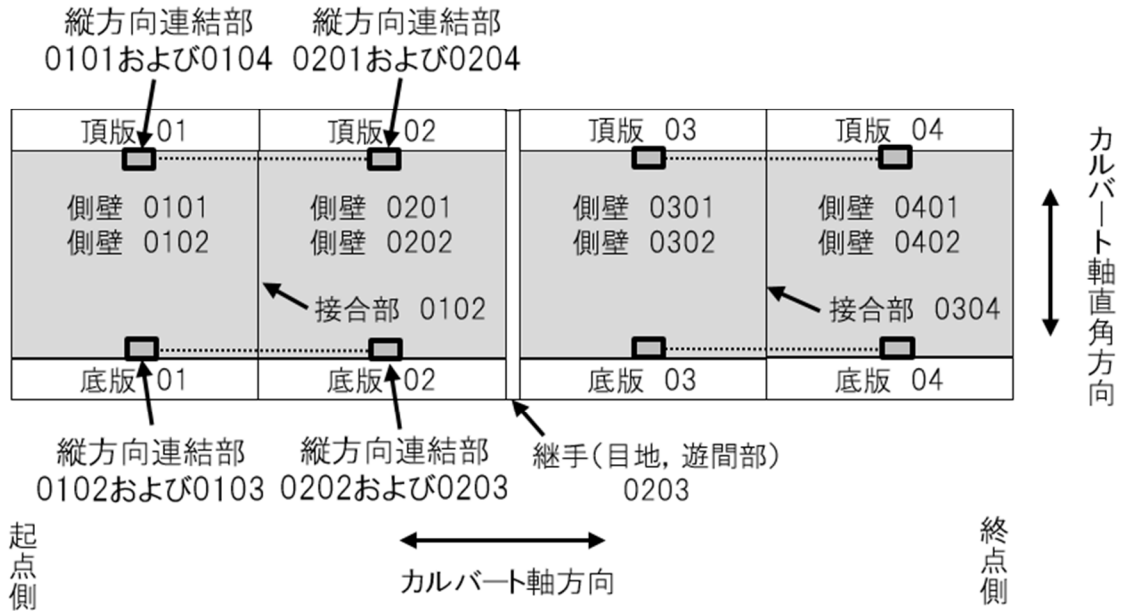 縦方向連結部
0101および0104
縦方向連結部
0201および0204
頂版 01
頂版 02
頂版 03
頂版 04
側壁 0101
側壁 0102
側壁 0201
側壁 0202
側壁 0301
側壁 0302
側壁 0401
側壁 0402
接合部 0102
接合部 0304
底版 01
底版 02
底版 03
底版 04
縦方向連結部
0102および0103
縦方向連結部
0202および0203
継手(目地,遊間部)
0203
カルバート軸直角方向
起点側
カルバート軸方向
終点側